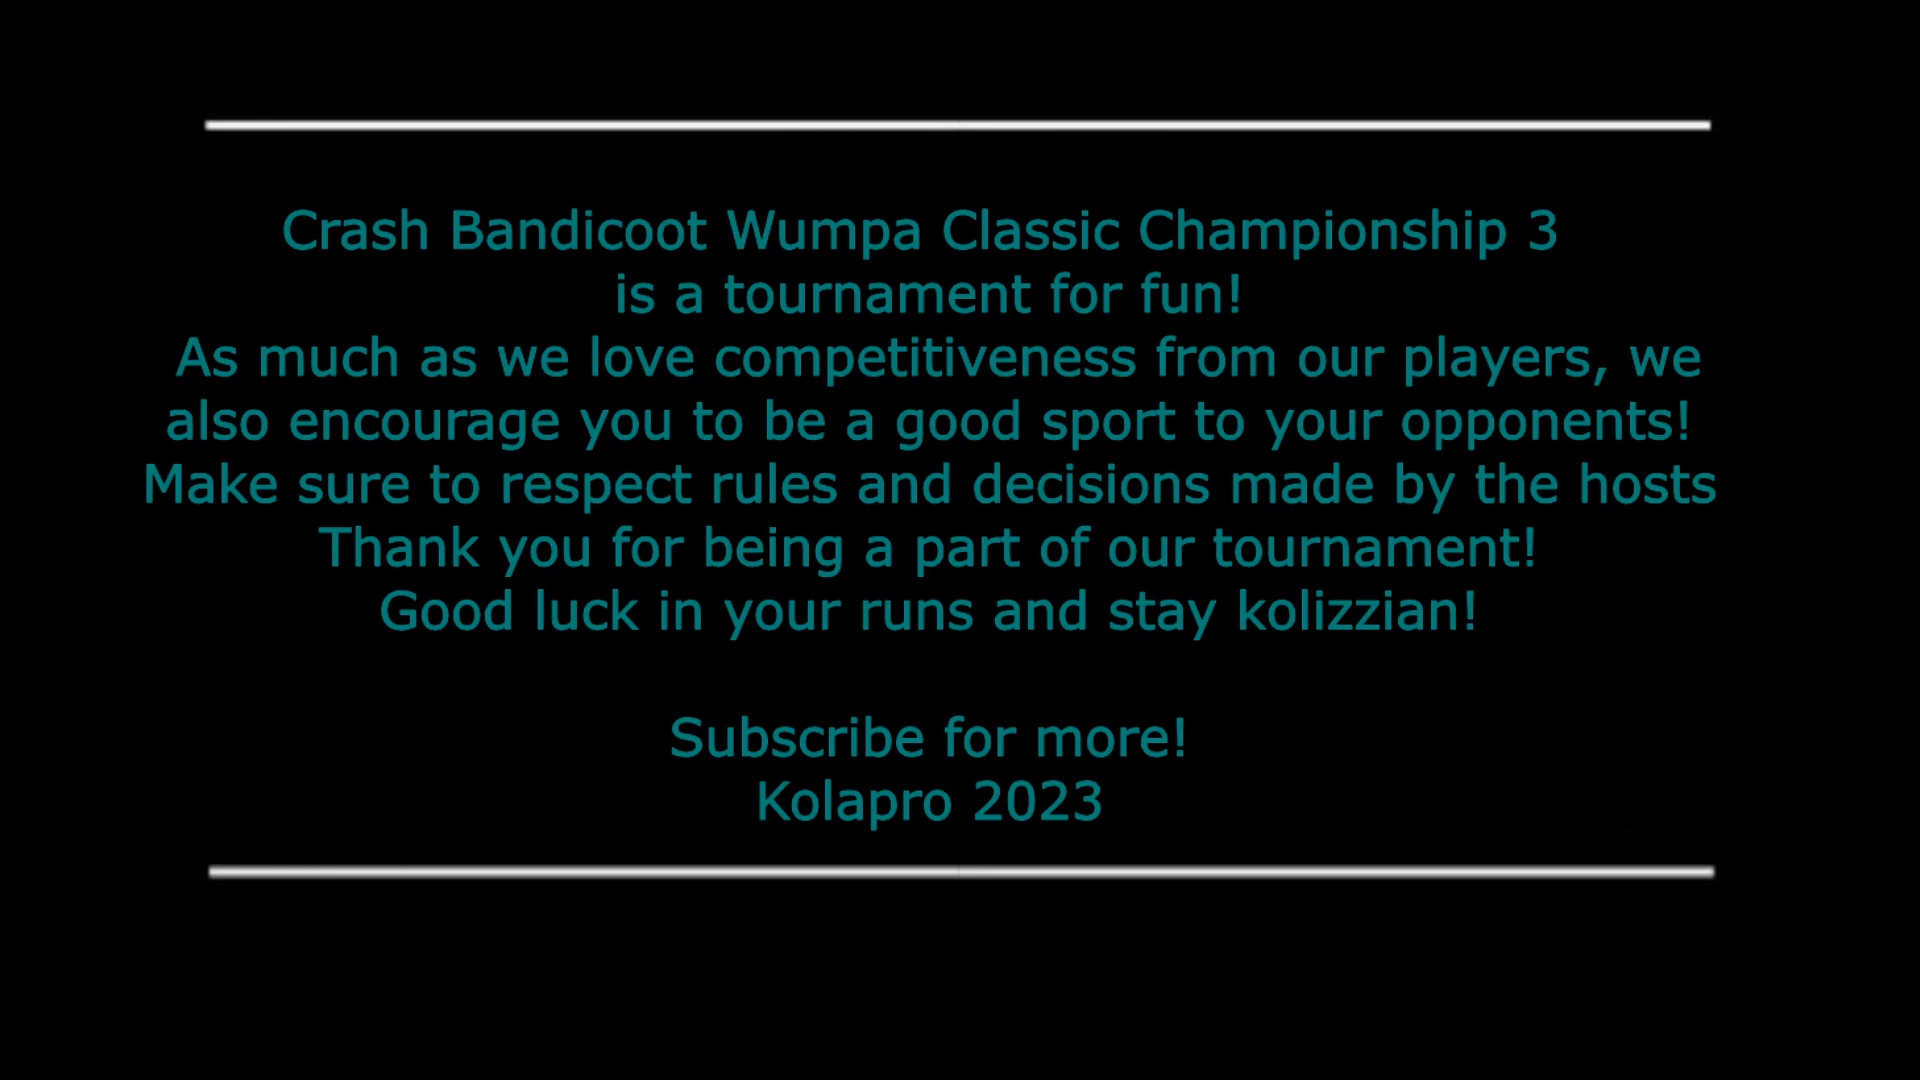 Crash Bandicoot Wumpa Classic Championship 3
is a tournament for fun!
As much as we love competitiveness from our players, we
also encourage you to be a good sport to your opponents!
Make sure to respect rules and decisions made by the hosts
Thank you for being a part of our tournament!
Good luck in your runs and stay kolizzian!
Subscribe for more!
Kolapro 2023